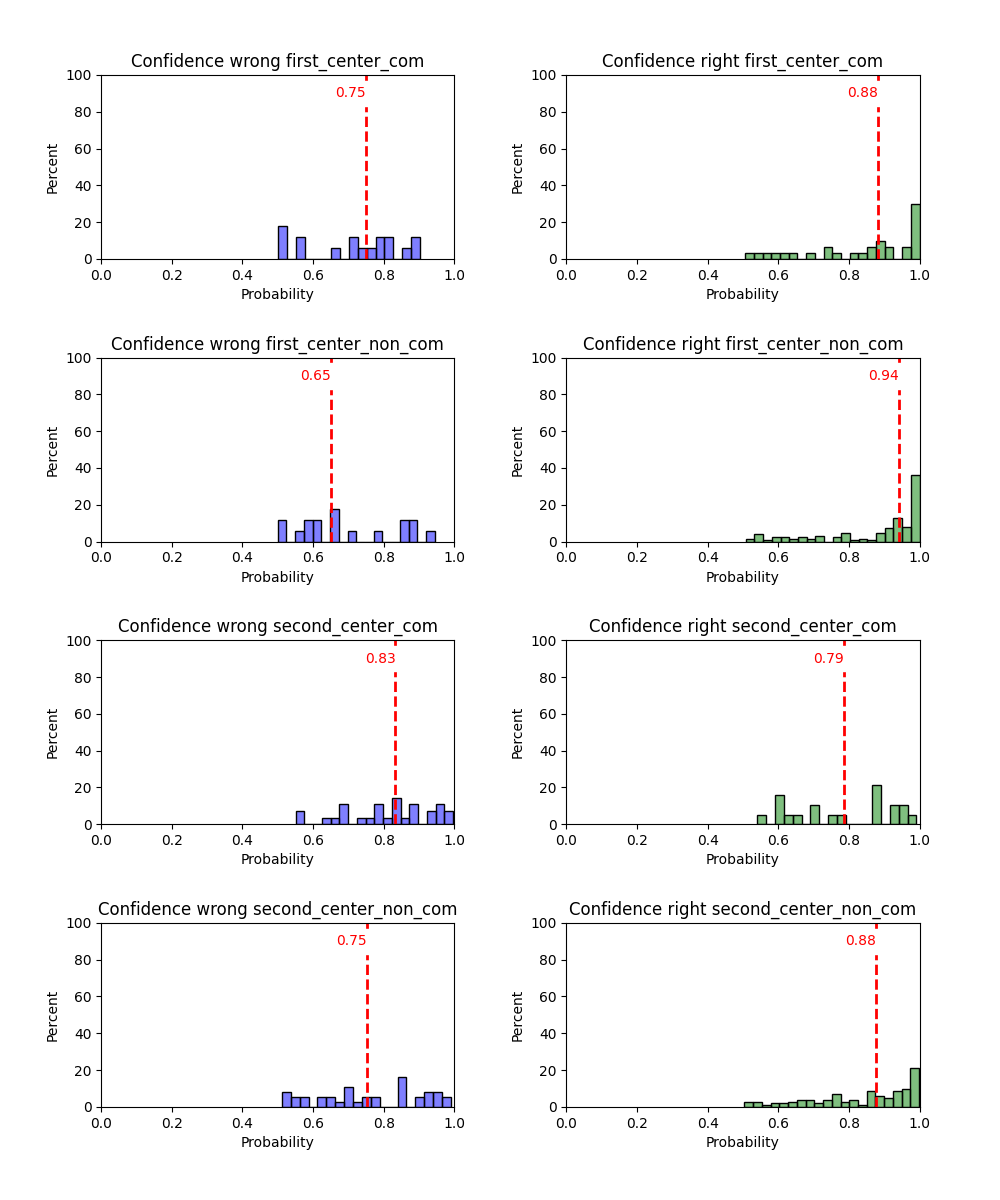 Confidence wrong first_center_com
100
80
60
40
20
0
Percent
0.75
0.0 0.2 0.4 0.6 0.8 1.0
Probability
Confidence right first_center_com
100
80
60
40
20
0
Percent
0.88
0.0 0.2 0.4 0.6 0.8 1.0
Probability
Confidence wrong first_center_non_com
100
80
60
40
20
0
Percent
0.65
0.0 0.2 0.4 0.6 0.8 1.0
Probability
Confidence right first_center_non_com
100
80
60
40
20
0
Percent
0.94
0.0 0.2 0.4 0.6 0.8 1.0
Probability
Confidence wrong second_center_com
100
80
60
40
20
0
Percent
0.83
0.0 0.2 0.4 0.6 0.8 1.0
Probability
Confidence right second_center_com
100
80
60
40
20
0
Percent
0.79
0.0 0.2 0.4 0.6 0.8 1.0
Probability
Confidence wrong second_center_non_com
100
80
60
40
20
0
Percent
0.75
0.0 0.2 0.4 0.6 0.8 1.0
Probability
Confidence right second_center_non_com
100
80
60
40
20
0
Percent
0.88
0.0 0.2 0.4 0.6 0.8 1.0
Probability